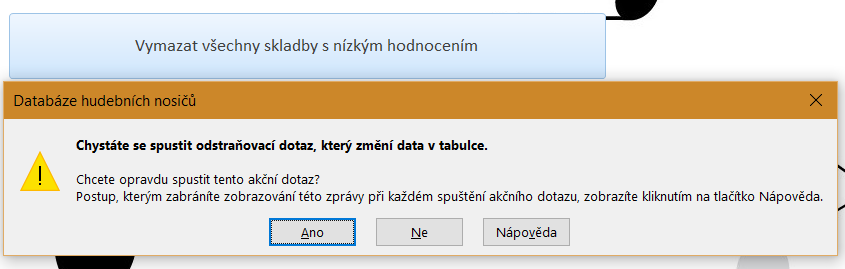 Vymazat všechny skladby s nízkým hodnocením
Databáze hudebních nosičů
Chystáte se spustit odstraňovací dotaz, který změní data v tabulce.
Chcete opravdu spustit tento akční dotaz?
Postup, kterým zabráníte zobrazování této zprávy při každém spuštění akčního dotazu, zobrazíte kliknutím na tlačítko Nápověda.
Ano Ne Nápověda